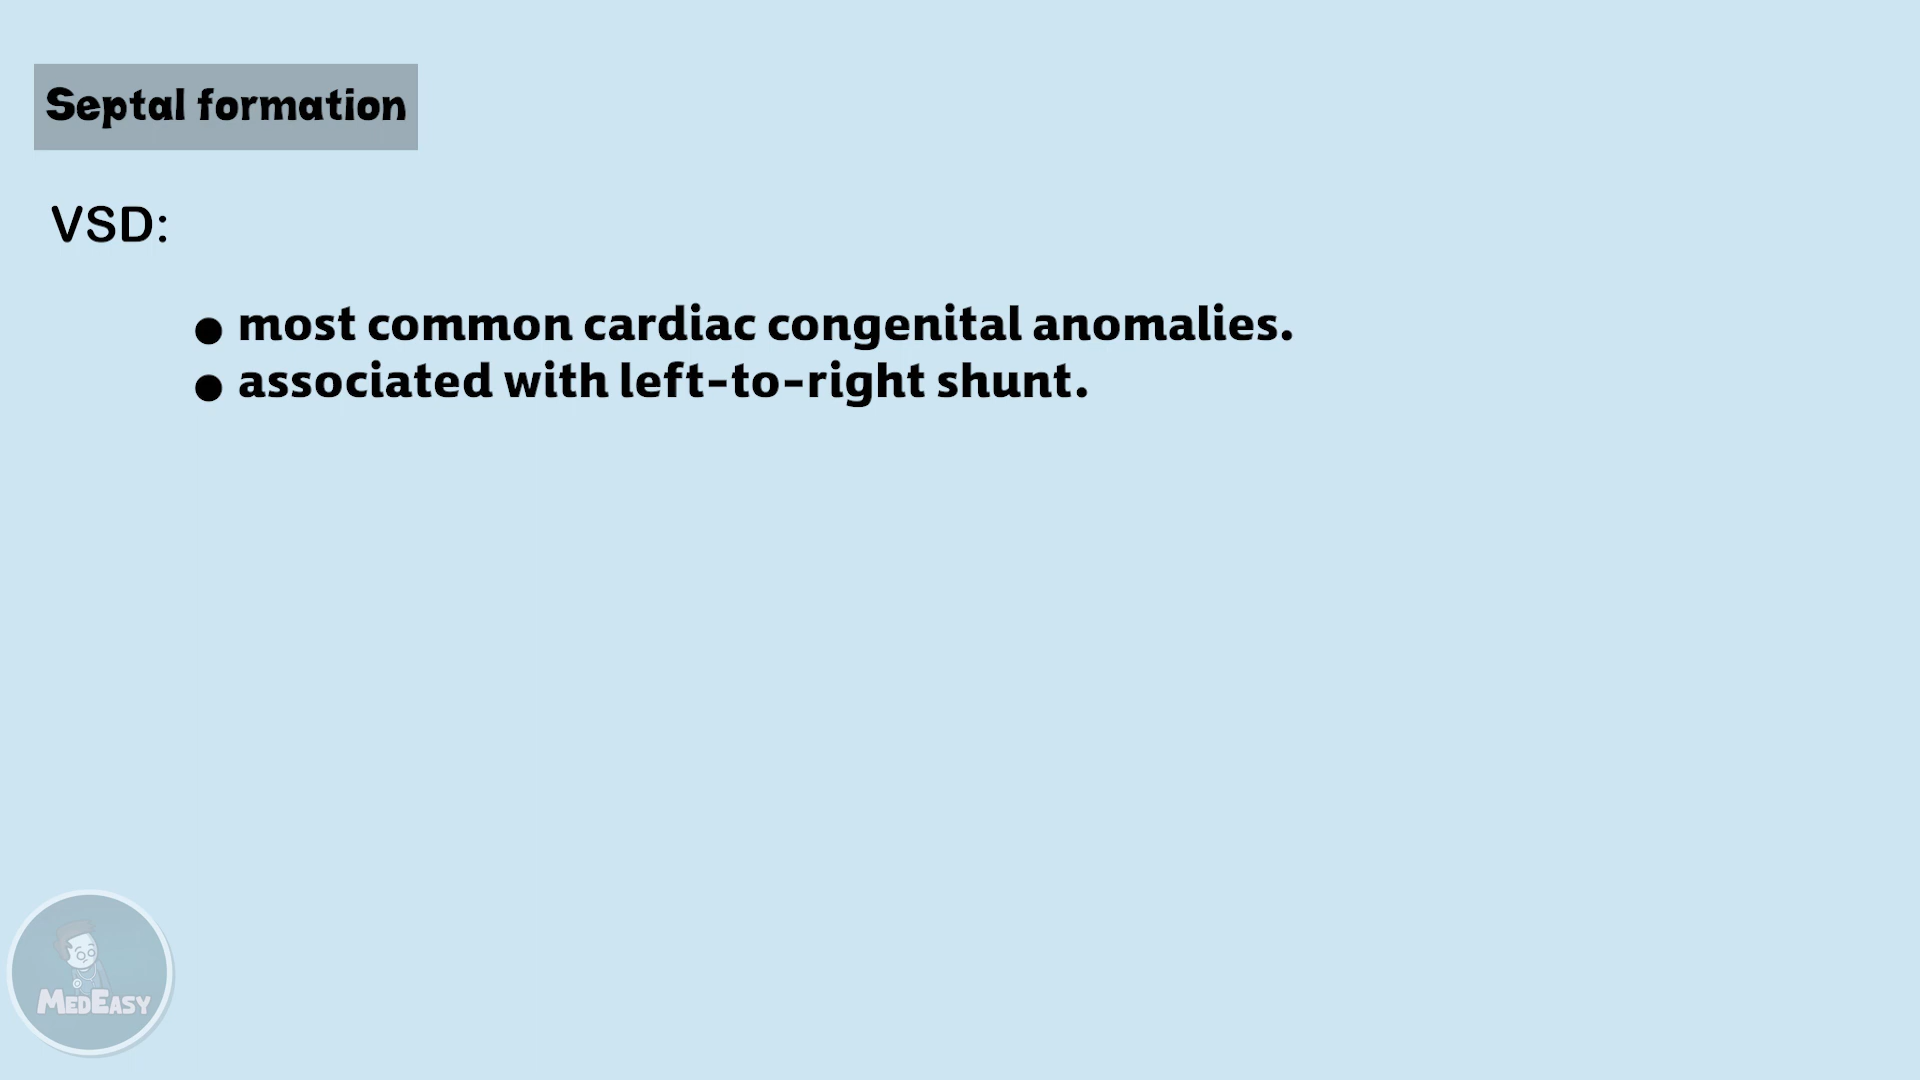 Septal formation
VSD:
● most common cardiac congenital anomalies.
● associated with left-to-right shunt.
MEDEASY